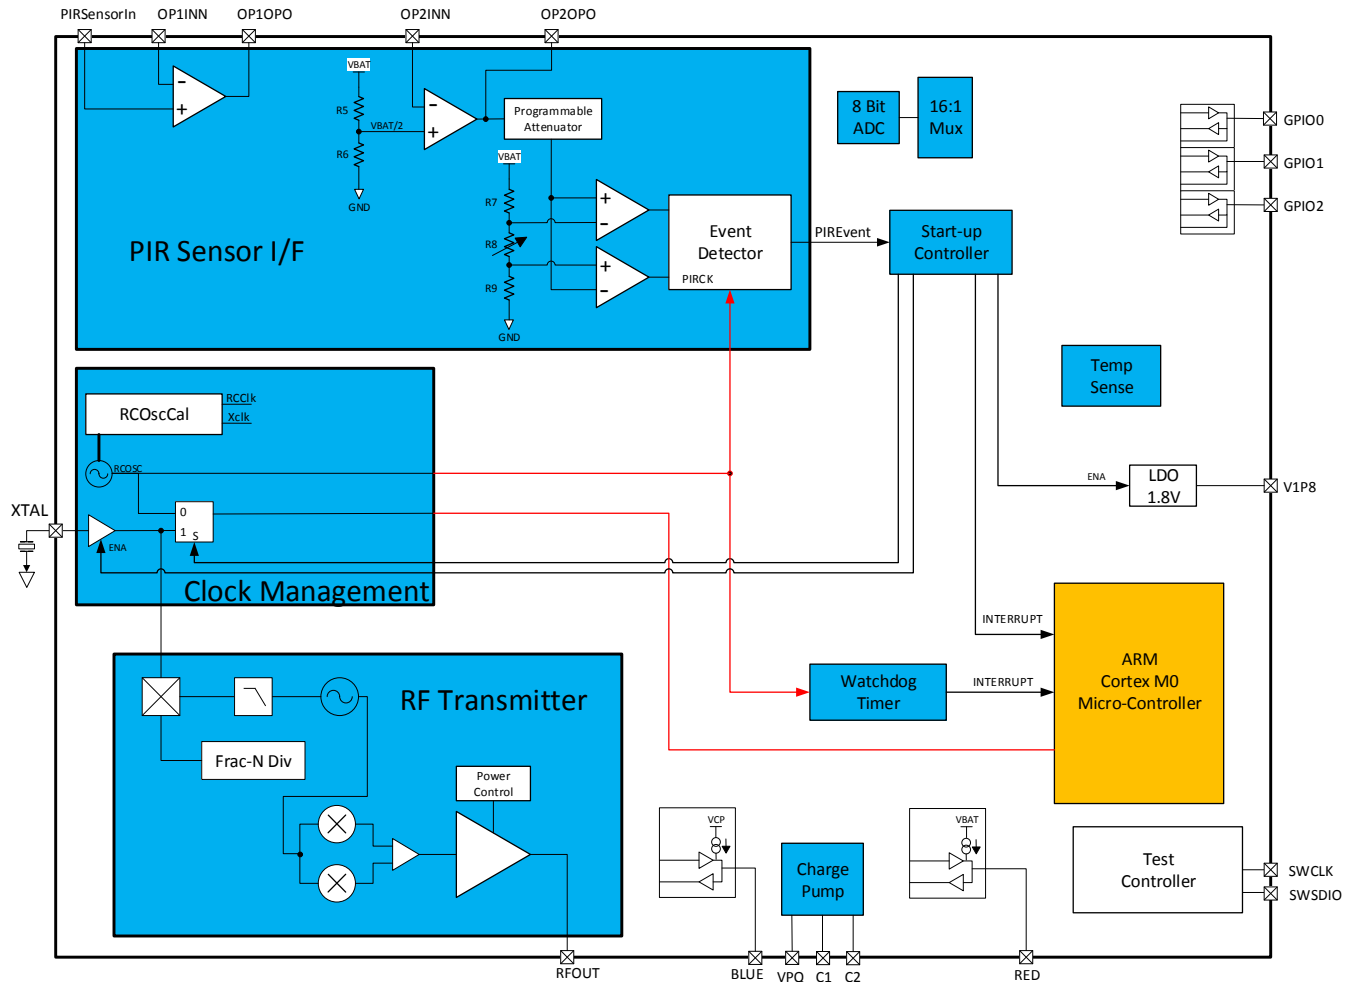 PIRSensorIn
OP1INN
OP1OPO
OP2INN
OP2OPO
VBAT
R5
VBAT/2
R6
GND
-
+
-
+
Programmable
Attenuator
VBAT
R7
R8
R9
GND
+
-
+
-
Event
Detector
PIRCK
PIR Sensor I/F
PIREvent
8 Bit
ADC
16:1
Mux
Start-up
Controller
GPIO0
GPIO1
GPIO2
Temp
Sense
RCOscCal
RCClk
Xclk
RCOSC
0
1
S
ENA
XTAL
Clock Management
ENA
LDO
1.8V
V1P8
INTERRUPT
ARM
Cortex M0
Micro-Controller
Watchdog
Timer
INTERRUPT
RF Transmitter
Frac-N Div
Power
Control
VCP
Charge
Pump
VBAT
Test
Controller
SWCLK
SWSDIO
RFOUT
BLUE
VPQ
C1
C2
RED